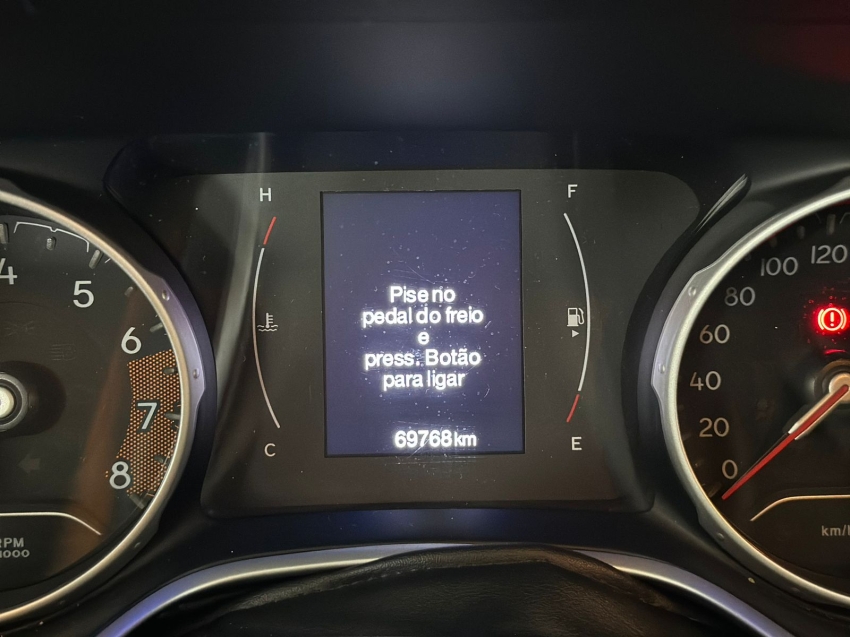 H
F
4
5
6
7
8
RPM
1000
C
E
Pise no
pedal do freio
e
press. Botão
para ligar
69768 km
0
20
40
60
80
100
120